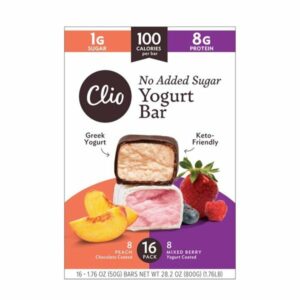 1G
SUGAR
100
CALORIES
per bar
8G
PROTEIN
Clio
No Added Sugar
Yogurt
Bar
Greek
Yogurt
Keto-
Friendly
8
PEACH
Chocolate Coated
16
PACK
8
MIXED BERRY
Yogurt Coated
16 - 1.76 OZ (50G) BARS NET WT 28.2 OZ (800G) (1.76LB)